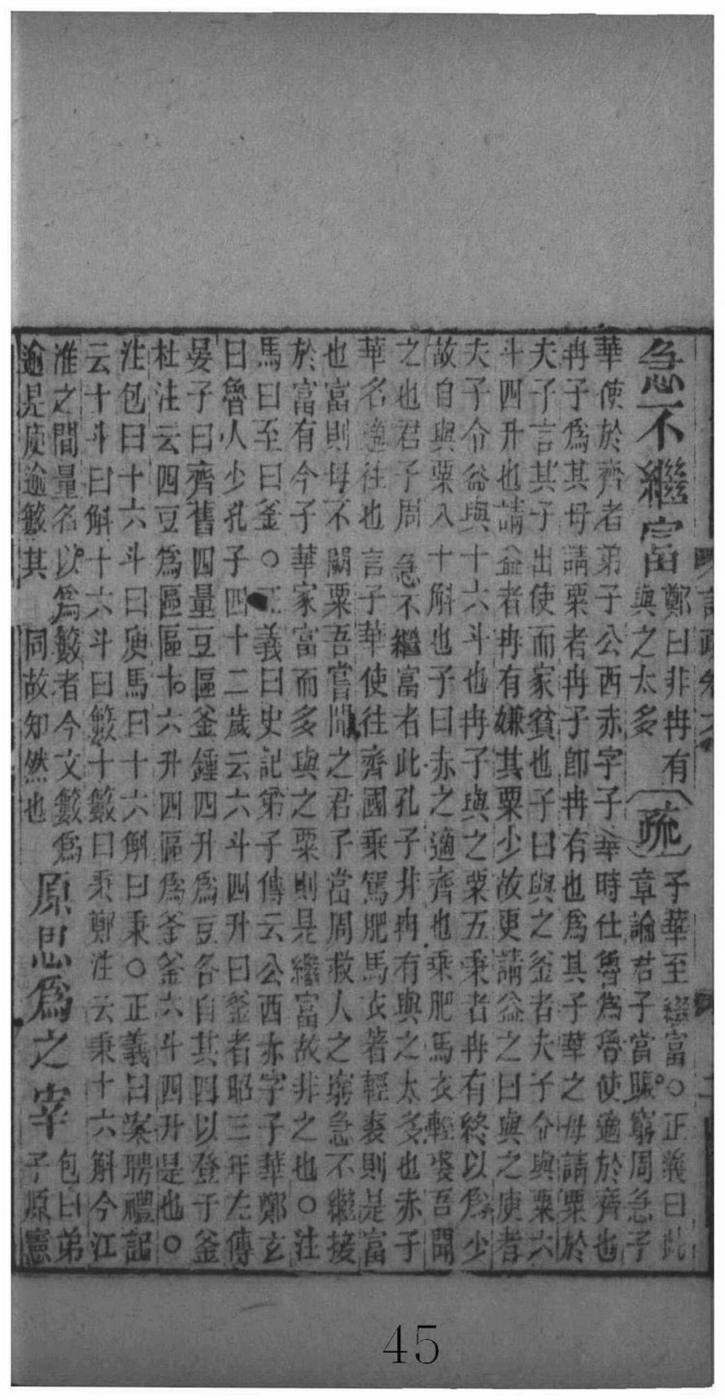 急不繼富
鄭曰非冉有
與之太多
疏
子華至繼富○正義曰此
章論君子當賑窮周急子
華使於齊者弟子公西赤字子華時仕魯爲魯使適於齊也
冉子爲其母請粟者冉子卽冉有也爲其子華之母請粟於
夫子言其子出使而家貧也子曰與之釜者夫子令與粟六
斗四升也請益者冉有嫌其粟少故更請益之曰與之庾者
夫子令益與十六斗也冉子與之粟五秉者冉有終以爲少
故自與粟八十斛也子曰赤之適齊也乘肥馬衣輕裘吾聞
之也君子周 急不繼富者此孔子非冉有與之太多也赤子
華名適往也 言子華使往齊國乘駕肥馬衣著輕裘則是富
也富則母不闕粟吾嘗聞之君子當周救人之窮急不繼接
於富有今子華家富而多與之粟則是繼富故非之也○注
馬曰至曰釜○正義曰史記弟子傳云公西赤字子華鄭玄
曰魯人少孔子四十二歲云六斗四升曰釜者昭三年左傳
晏子曰齊舊四量豆區釜鍾四升爲豆各自其四以登于釜
杜注云四豆爲區區十六升四區爲釜釜六斗四升是也○
注包曰十六斗曰庾馬曰十六斛曰秉○正義曰案聘禮記
云十斗曰斛十六斗曰籔十籔曰秉鄭注云秉十六斛今江
淮之間量名以爲籔者今文籔爲
逾是庾逾籔其 同故知然也
原思爲之宰
包曰弟
子原憲
45